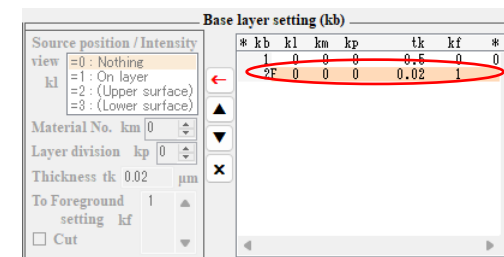 Base layer setting (kb)
Source position / Intensity
view
kl
=0 : Nothing
=1 : On layer
=2 : (Upper surface)
=3 : (Lower surface)
Material No. km 0
Layer division kp 0
Thickness tk 0.02 μm
To Foreground 1
setting kf
Cut
* kb kl km kp tk kf *
1 0 0 0 0.5 0 0
2F 0 0 0 0.02 1